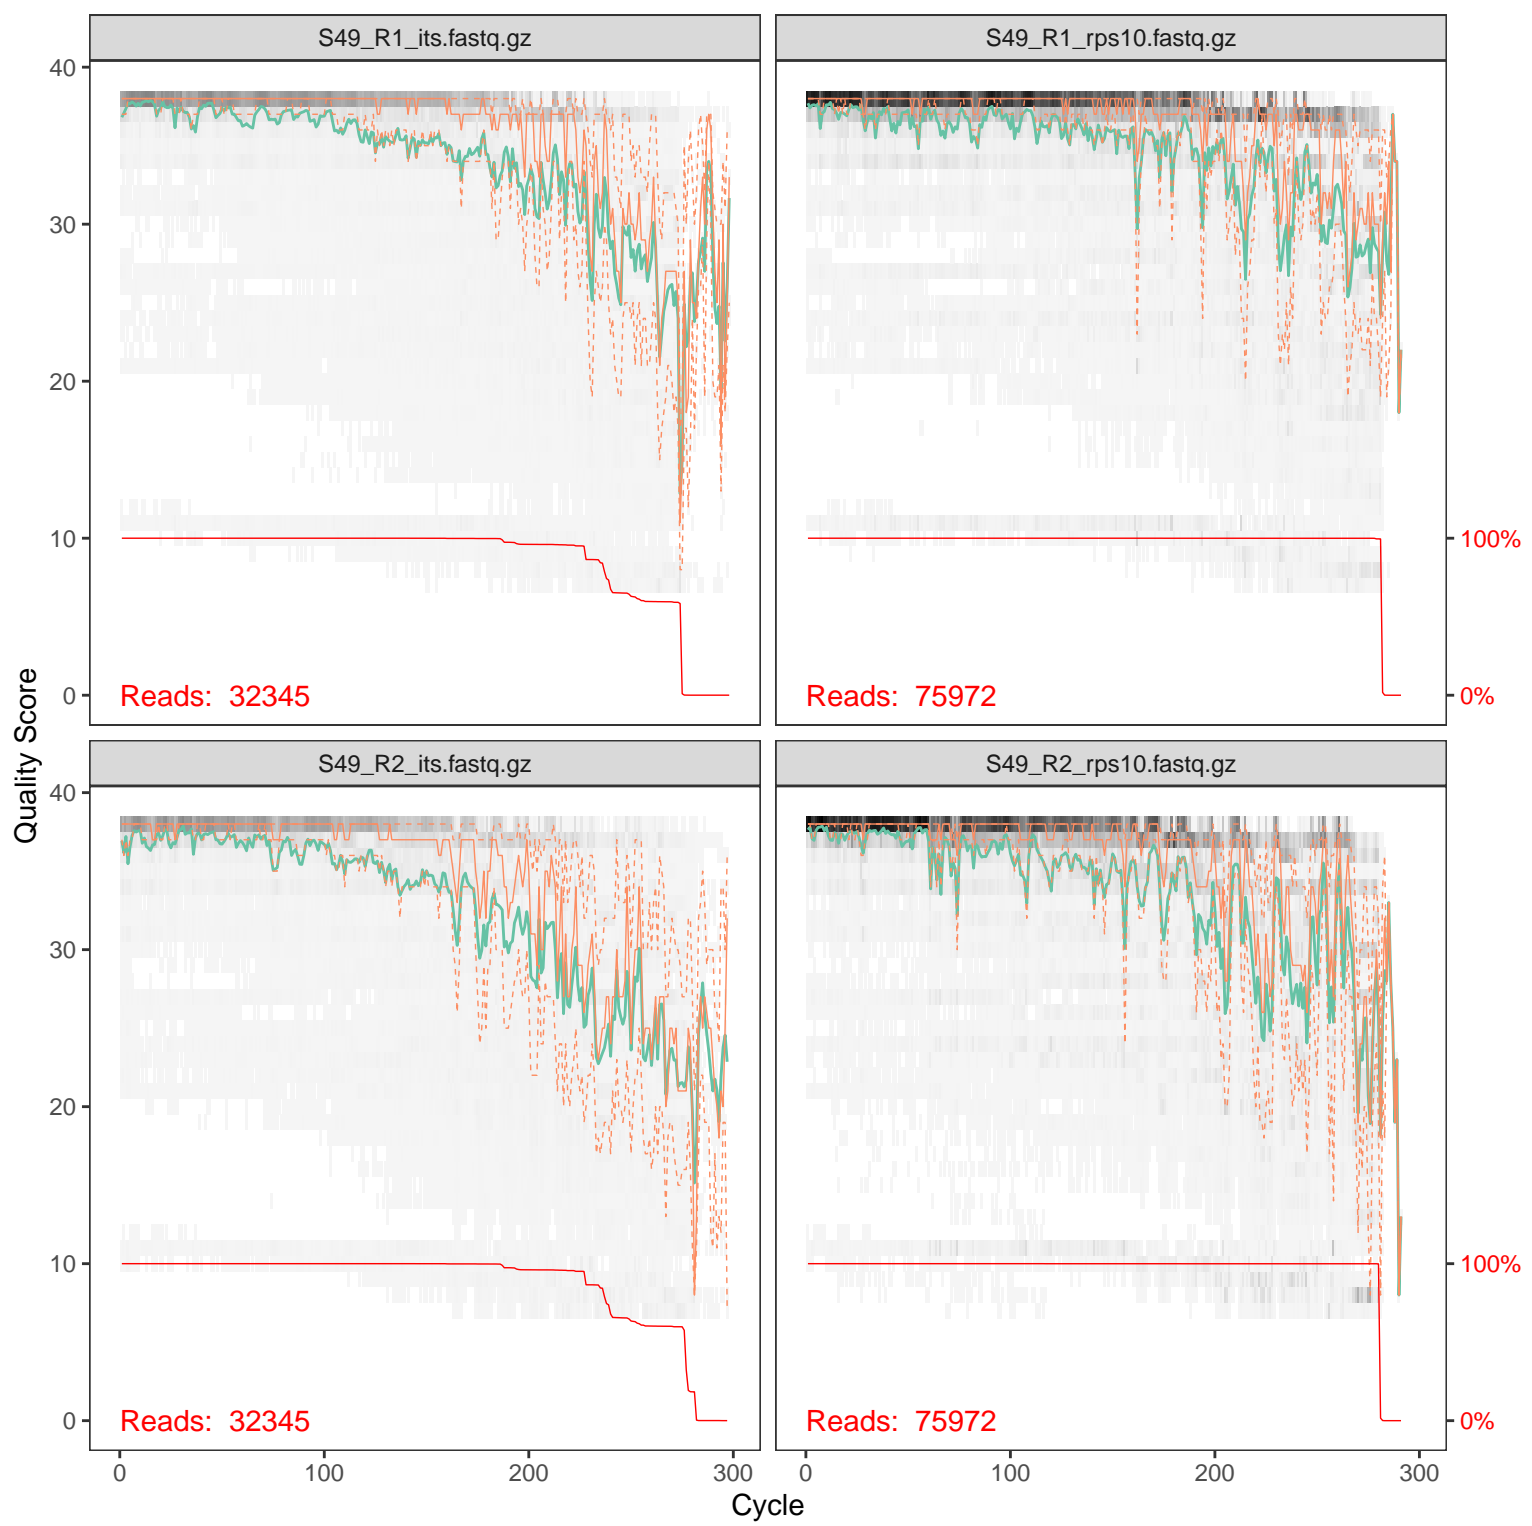 S49_R1_its.fastq.gz
S49_R1_rps10.fastq.gz
40
30
20
10
0
Reads: 32345
Reads: 75972
100%
0%
S49_R2_its.fastq.gz
S49_R2_rps10.fastq.gz
40
30
20
10
0
Reads: 32345
Reads: 75972
100%
0%
0 100 200 300
0 100 200 300
Cycle
Quality Score